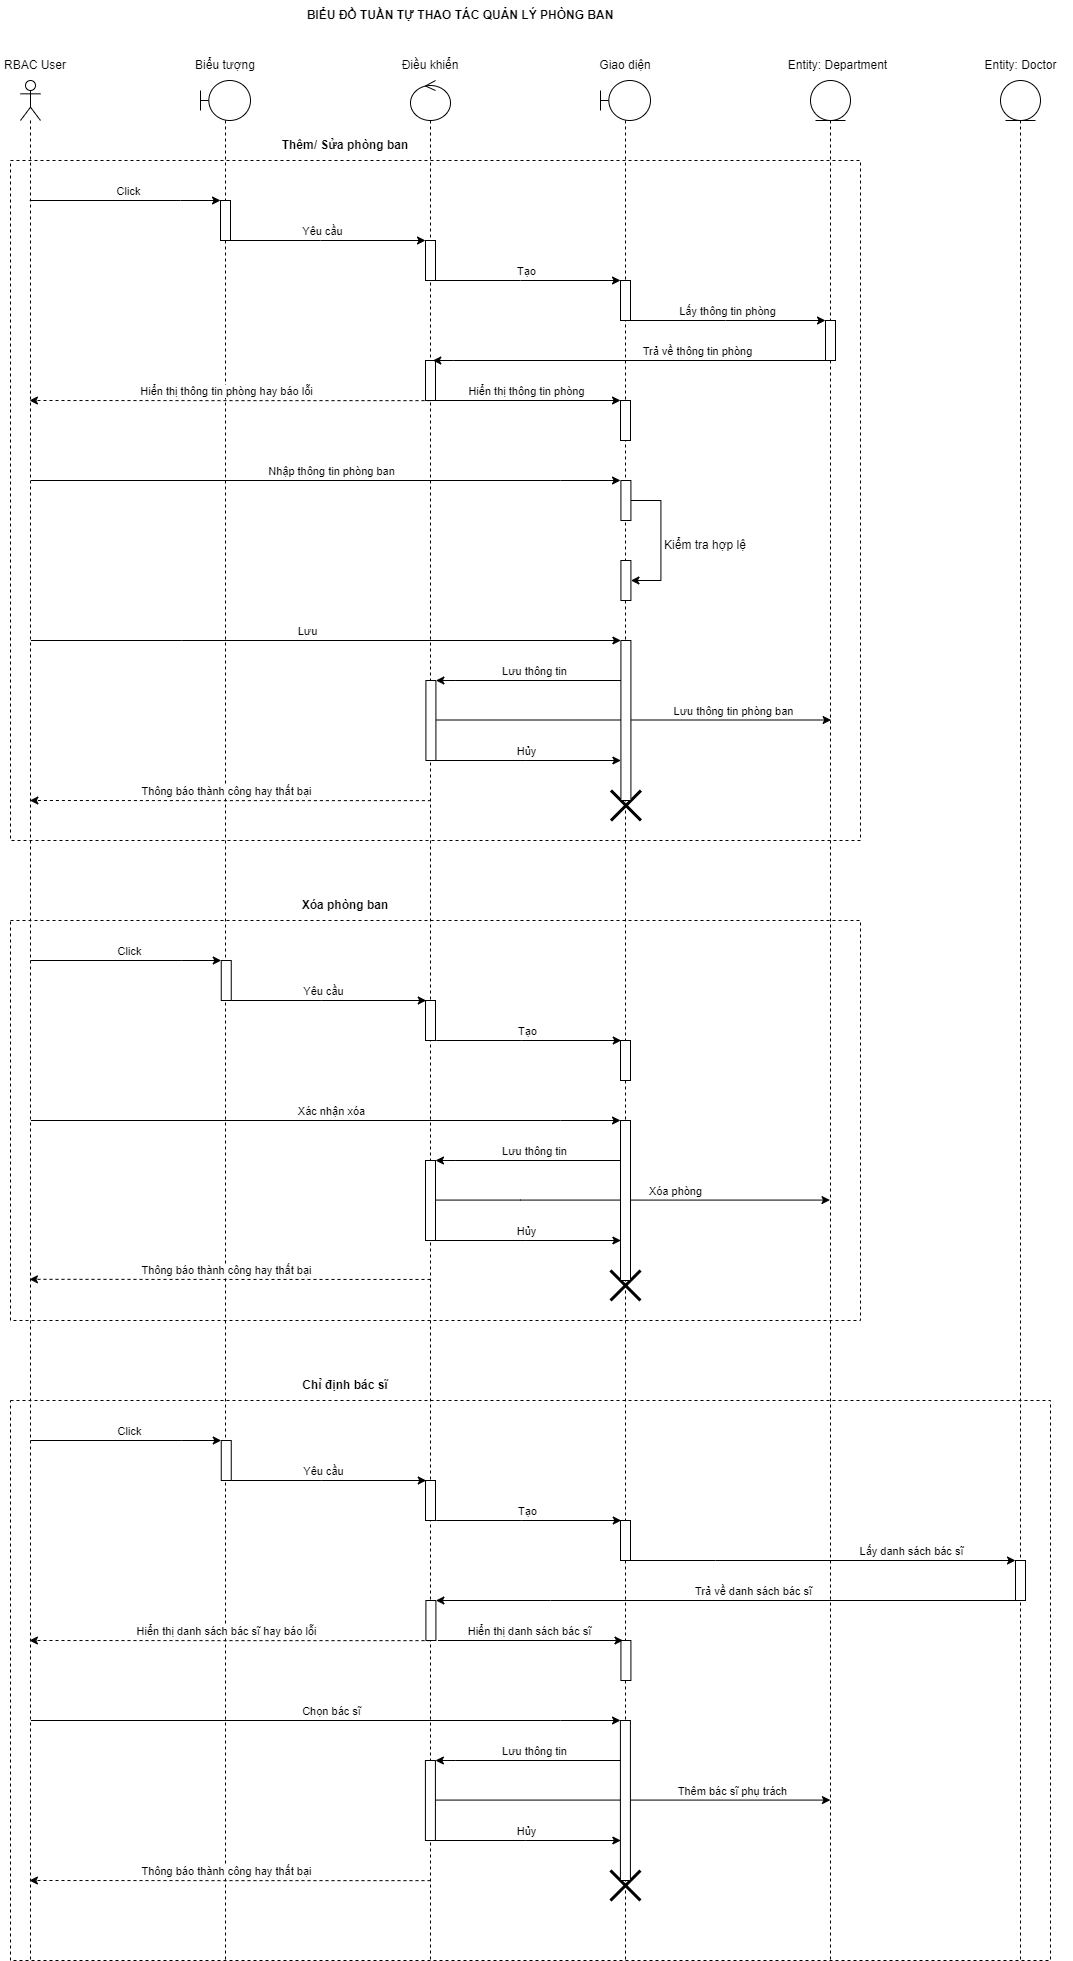 BIỂU ĐỒ TUẦN TỰ THAO TÁC QUẢN LÝ PHÒNG BAN
RBAC User
Biểu tượng
Điều khiển
Giao diện
Entity: Department
Entity: Doctor
Thêm/ Sửa phòng ban
Click
Yêu cầu
Tạo
Lấy thông tin phòng
Trả về thông tin phòng
Hiển thị thông tin phòng hay báo lỗi
Hiển thị thông tin phòng
Nhập thông tin phòng ban
Kiểm tra hợp lệ
Lưu
Lưu thông tin
Lưu thông tin phòng ban
Hủy
Thông báo thành công hay thất bại
Xóa phòng ban
Click
Yêu cầu
Tạo
Xác nhận xóa
Lưu thông tin
Xóa phòng
Hủy
Thông báo thành công hay thất bại
Chỉ định bác sĩ
Click
Yêu cầu
Tạo
Lấy danh sách bác sĩ
Trả về danh sách bác sĩ
Hiển thị danh sách bác sĩ hay báo lỗi
Hiển thị danh sách bác sĩ
Chọn bác sĩ
Lưu thông tin
Thêm bác sĩ phụ trách
Hủy
Thông báo thành công hay thất bại